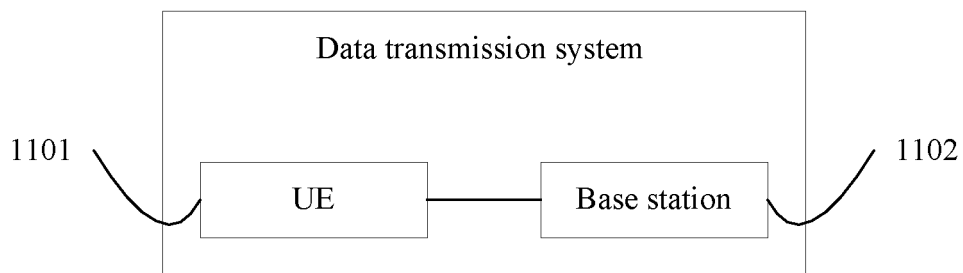 Data transmission system
1101
1102
UE
Base station